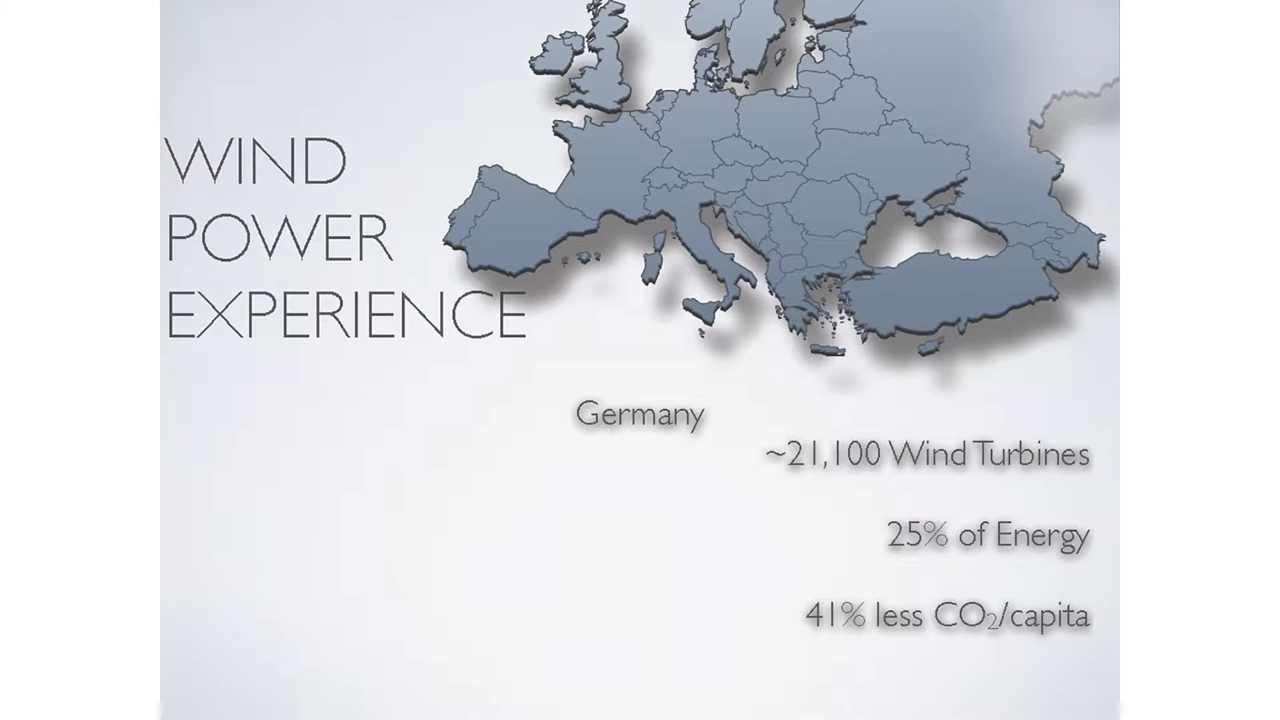 WIND
POWER
EXPERIENCE
Germany
~21,100 Wind Turbines
25% of Energy
41% less CO₂/capita